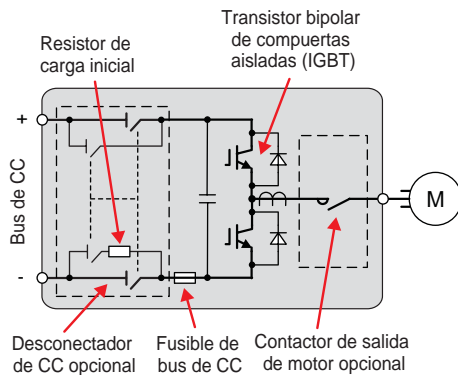 Resistor de
carga inicial
Transistor bipolar
de compuertas
aisladas (IGBT)
+
Bus de CC
M
-
Desconectador
de CC opcional
Fusible de
bus de CC
Contactor de salida
de motor opcional